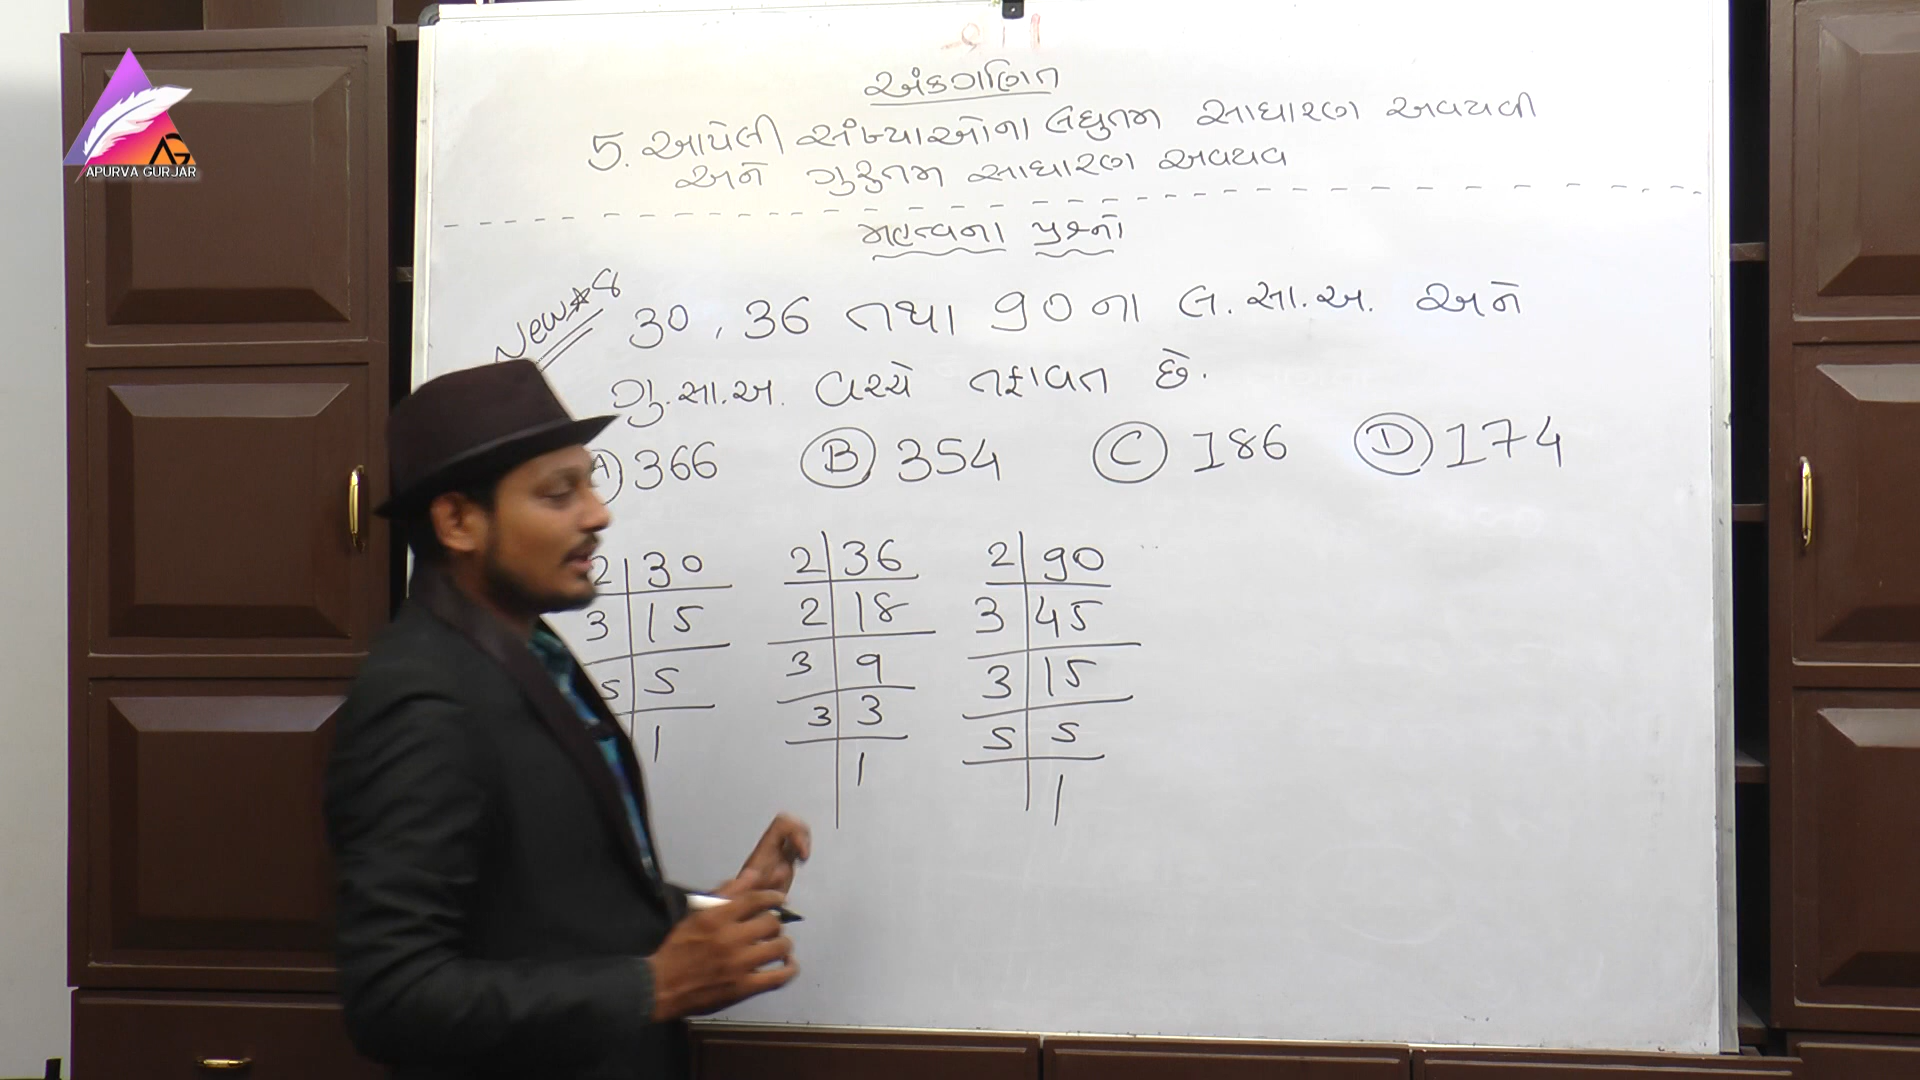 અંકગણિત
5. આપેલી સંખ્યાઓના લઘુતમ સાધારણ અવયવી
અને ગુરુતમ સાધારણ અવયવ
મહત્વના પ્રશ્નો
New * 8
30, 36 તથા 90 ના લ. સા. અ. અને
ગુ. સા. અ. વચ્ચે તફાવત છે.
A 366 B 354 C 186 D 174
2 30 2 36 2 90
3 15 2 18 3 45
5 5 3 9 3 15
1 3 3 5 5
1 1
AG
APURVA GURJAR